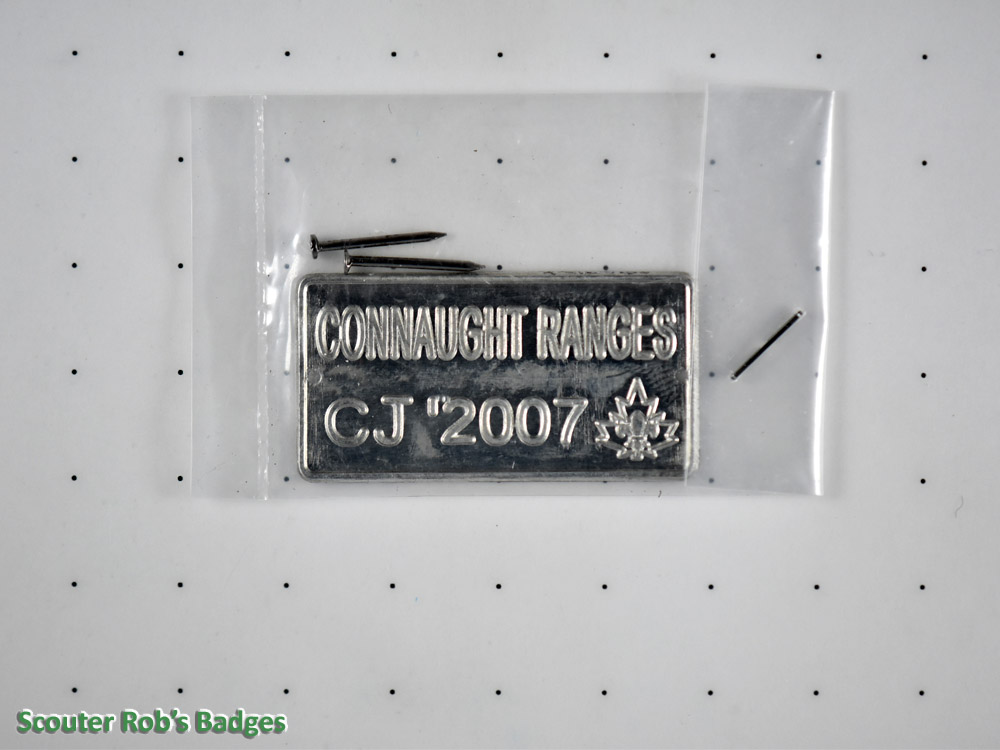 CONNAUGHT RANGES
CJ '2007
Scouter Rob's Badges